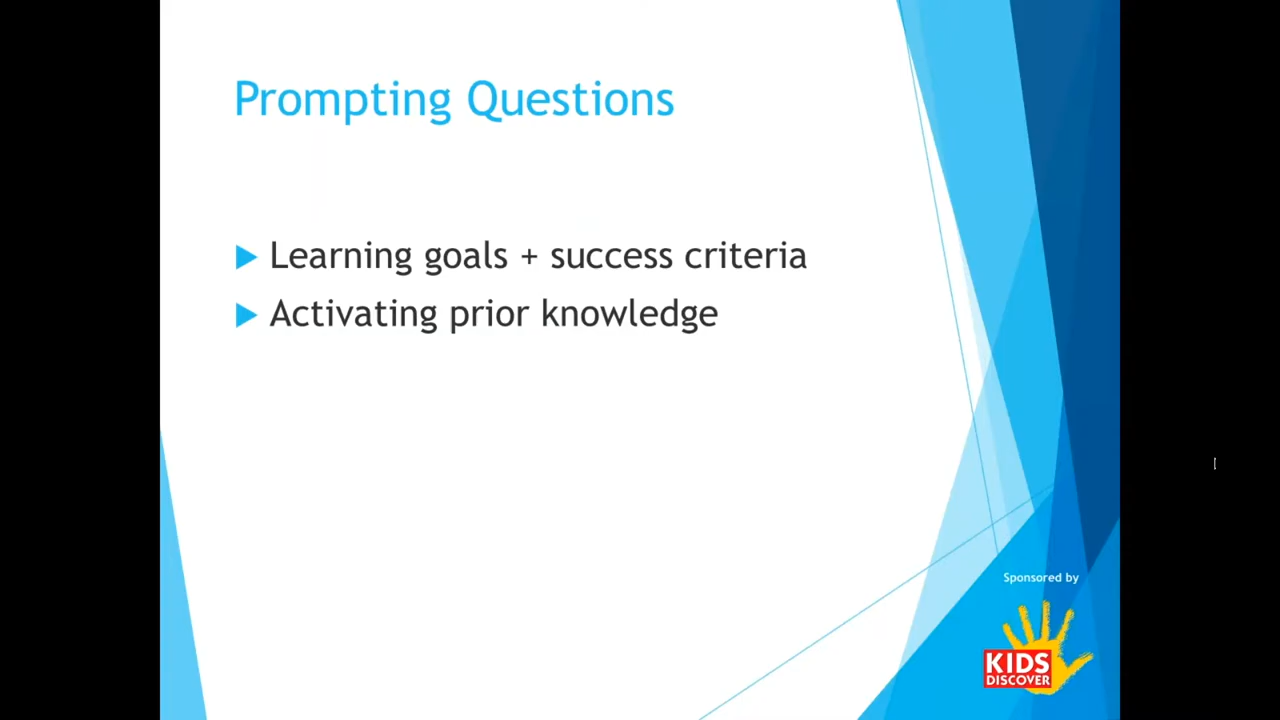 Prompting Questions
Learning goals + success criteria
Activating prior knowledge
Sponsored by
KIDS
DISCOVER